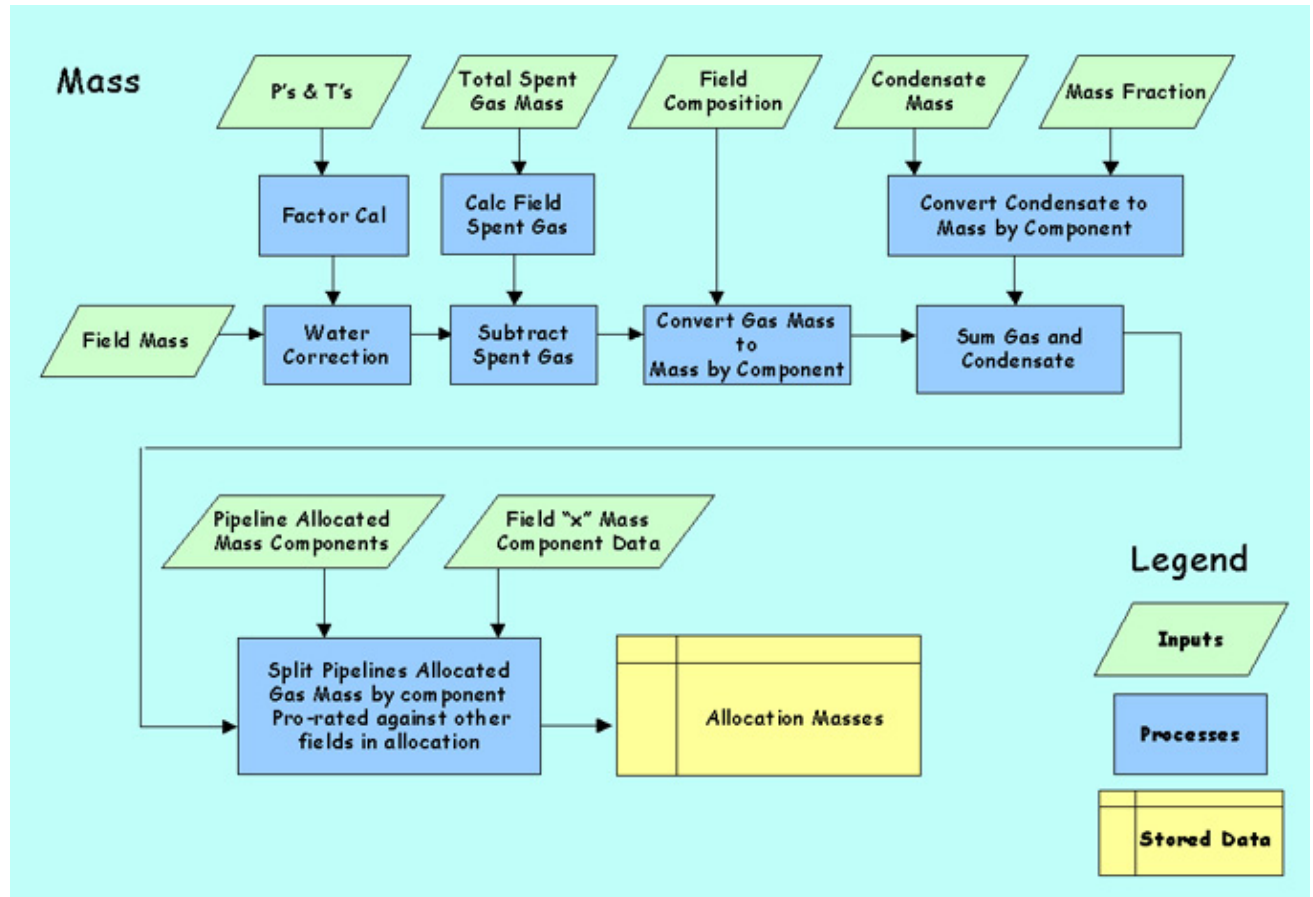 Mass
P's & T's
Total Spent
Gas Mass
Field
Composition
Condensate
Mass
Mass Fraction
Factor Cal
Calc Field
Spent Gas
Convert Condensate to
Mass by Component
Field Mass
Water
Correction
Subtract
Spent Gas
Convert Gas Mass
to
Mass by Component
Sum Gas and
Condensate
Pipeline Allocated
Mass Components
Field “x” Mass
Component Data
Split Pipelines Allocated
Gas Mass by component
Pro-rated against other
fields in allocation
Allocation Masses
Legend
Inputs
Processes
Stored Data